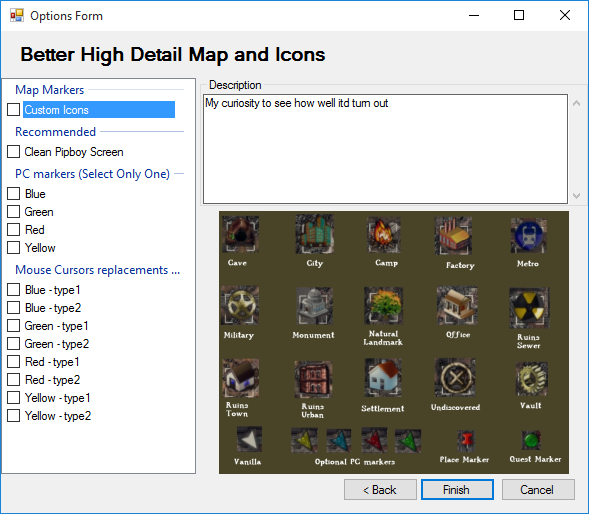 Options Form
Better High Detail Map and Icons
Map Markers
Custom Icons
Recommended
Clean Pipboy Screen
PC markers (Select Only One)
Blue
Green
Red
Yellow
Mouse Cursors replacements ...
Blue -type1
Blue -type2
Green -type1
Green -type2
Red -type1
Red -type2
Yellow -type1
Yellow -type2
Description
My curiosity to see how well itd turn out
Cave City Camp Factory Metro
Military Monument Natural Landmark Office Ruins Sewer
Ruins Town Ruins Urban Settlement Undiscovered Vault
Vanilla Optional PC markers Place Marker Quest Marker
< Back Finish Cancel